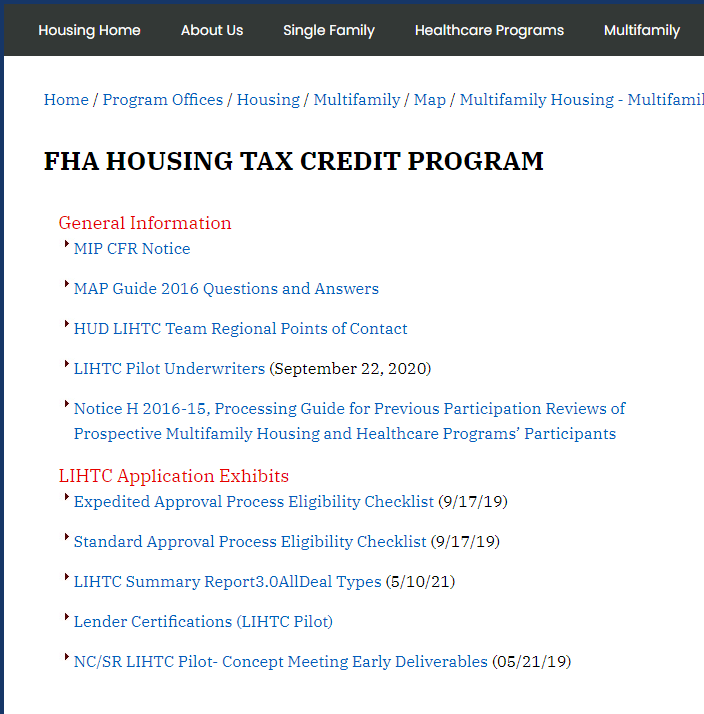 Housing Home About Us Single Family Healthcare Programs Multifamily
Home / Program Offices / Housing / Multifamily / Map / Multifamily Housing - Multifamil
FHA HOUSING TAX CREDIT PROGRAM
General Information
MIP CFR Notice
MAP Guide 2016 Questions and Answers
HUD LIHTC Team Regional Points of Contact
LIHTC Pilot Underwriters (September 22, 2020)
Notice H 2016-15, Processing Guide for Previous Participation Reviews of
Prospective Multifamily Housing and Healthcare Programs’ Participants
LIHTC Application Exhibits
Expedited Approval Process Eligibility Checklist (9/17/19)
Standard Approval Process Eligibility Checklist (9/17/19)
LIHTC Summary Report3.0AllDeal Types (5/10/21)
Lender Certifications (LIHTC Pilot)
NC/SR LIHTC Pilot- Concept Meeting Early Deliverables (05/21/19)